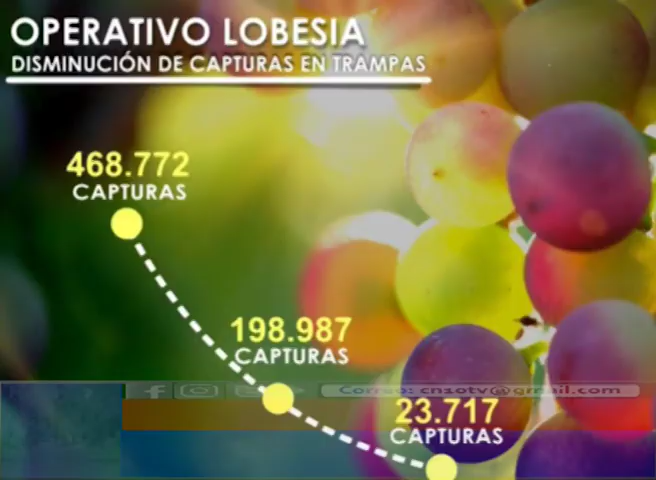 OPERATIVO LOBESIA
DISMINUCIÓN DE CAPTURAS EN TRAMPAS
468.772
CAPTURAS
198.987
CAPTURAS
Correo: cn10tv@gmail.com
23.717
CAPTURAS